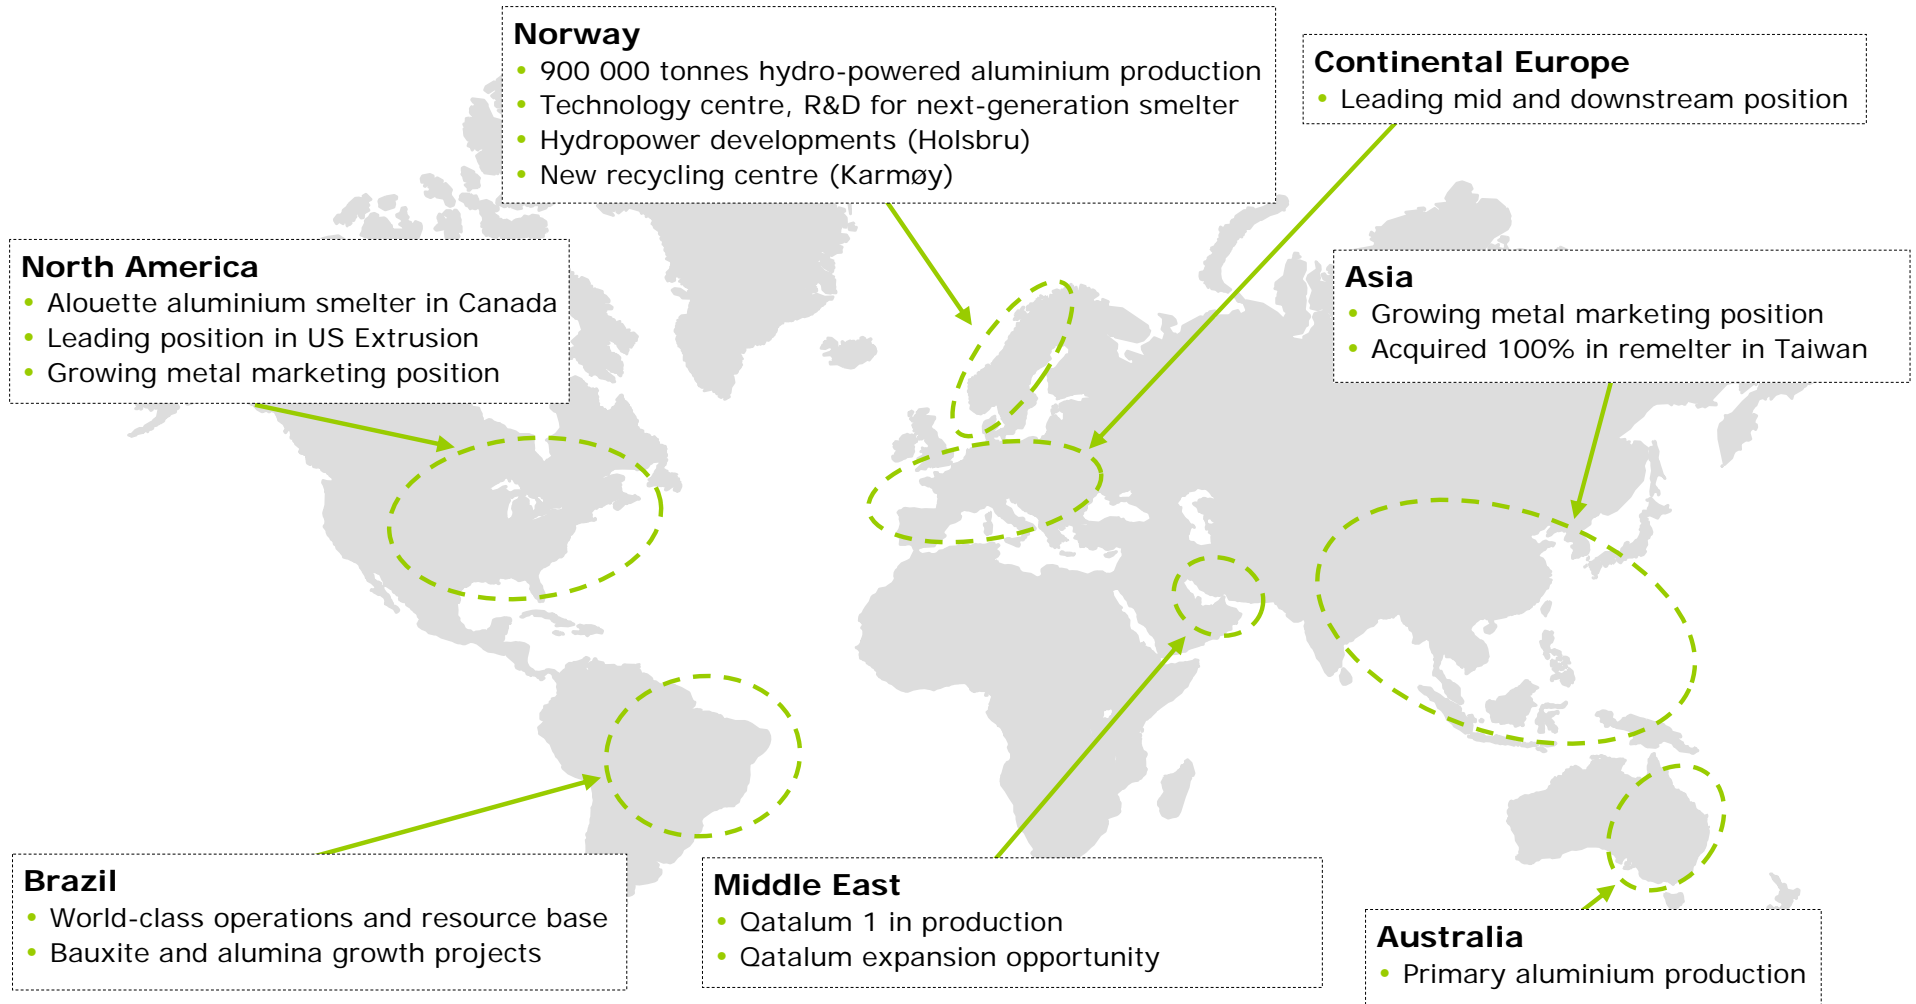 Norway
• 900 000 tonnes hydro-powered aluminium production
• Technology centre, R&D for next-generation smelter
• Hydropower developments (Holsbru)
• New recycling centre (Karmøy)
Continental Europe
• Leading mid and downstream position
North America
• Alouette aluminium smelter in Canada
• Leading position in US Extrusion
• Growing metal marketing position
Asia
• Growing metal marketing position
• Acquired 100% in remelter in Taiwan
Brazil
• World-class operations and resource base
• Bauxite and alumina growth projects
Middle East
• Qatalum 1 in production
• Qatalum expansion opportunity
Australia
• Primary aluminium production